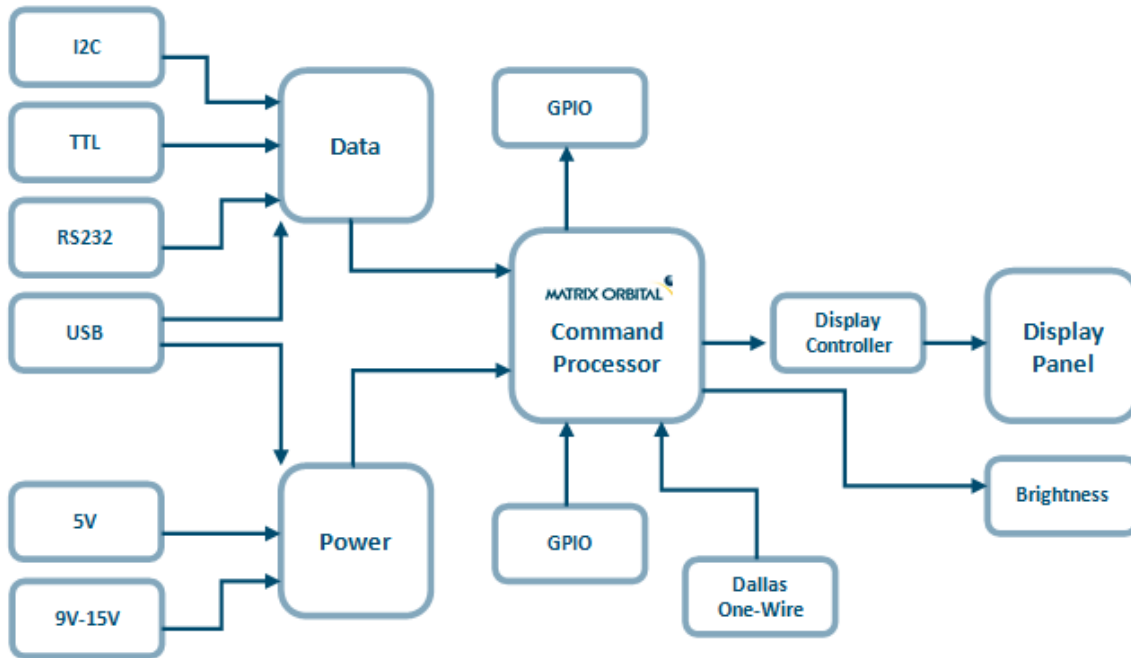 I2C
TTL
RS232
USB
5V
9V-15V
Data
Power
GPIO
MATRIX ORBITAL
Command
Processor
GPIO
Dallas
One-Wire
Display
Controller
Display
Panel
Brightness